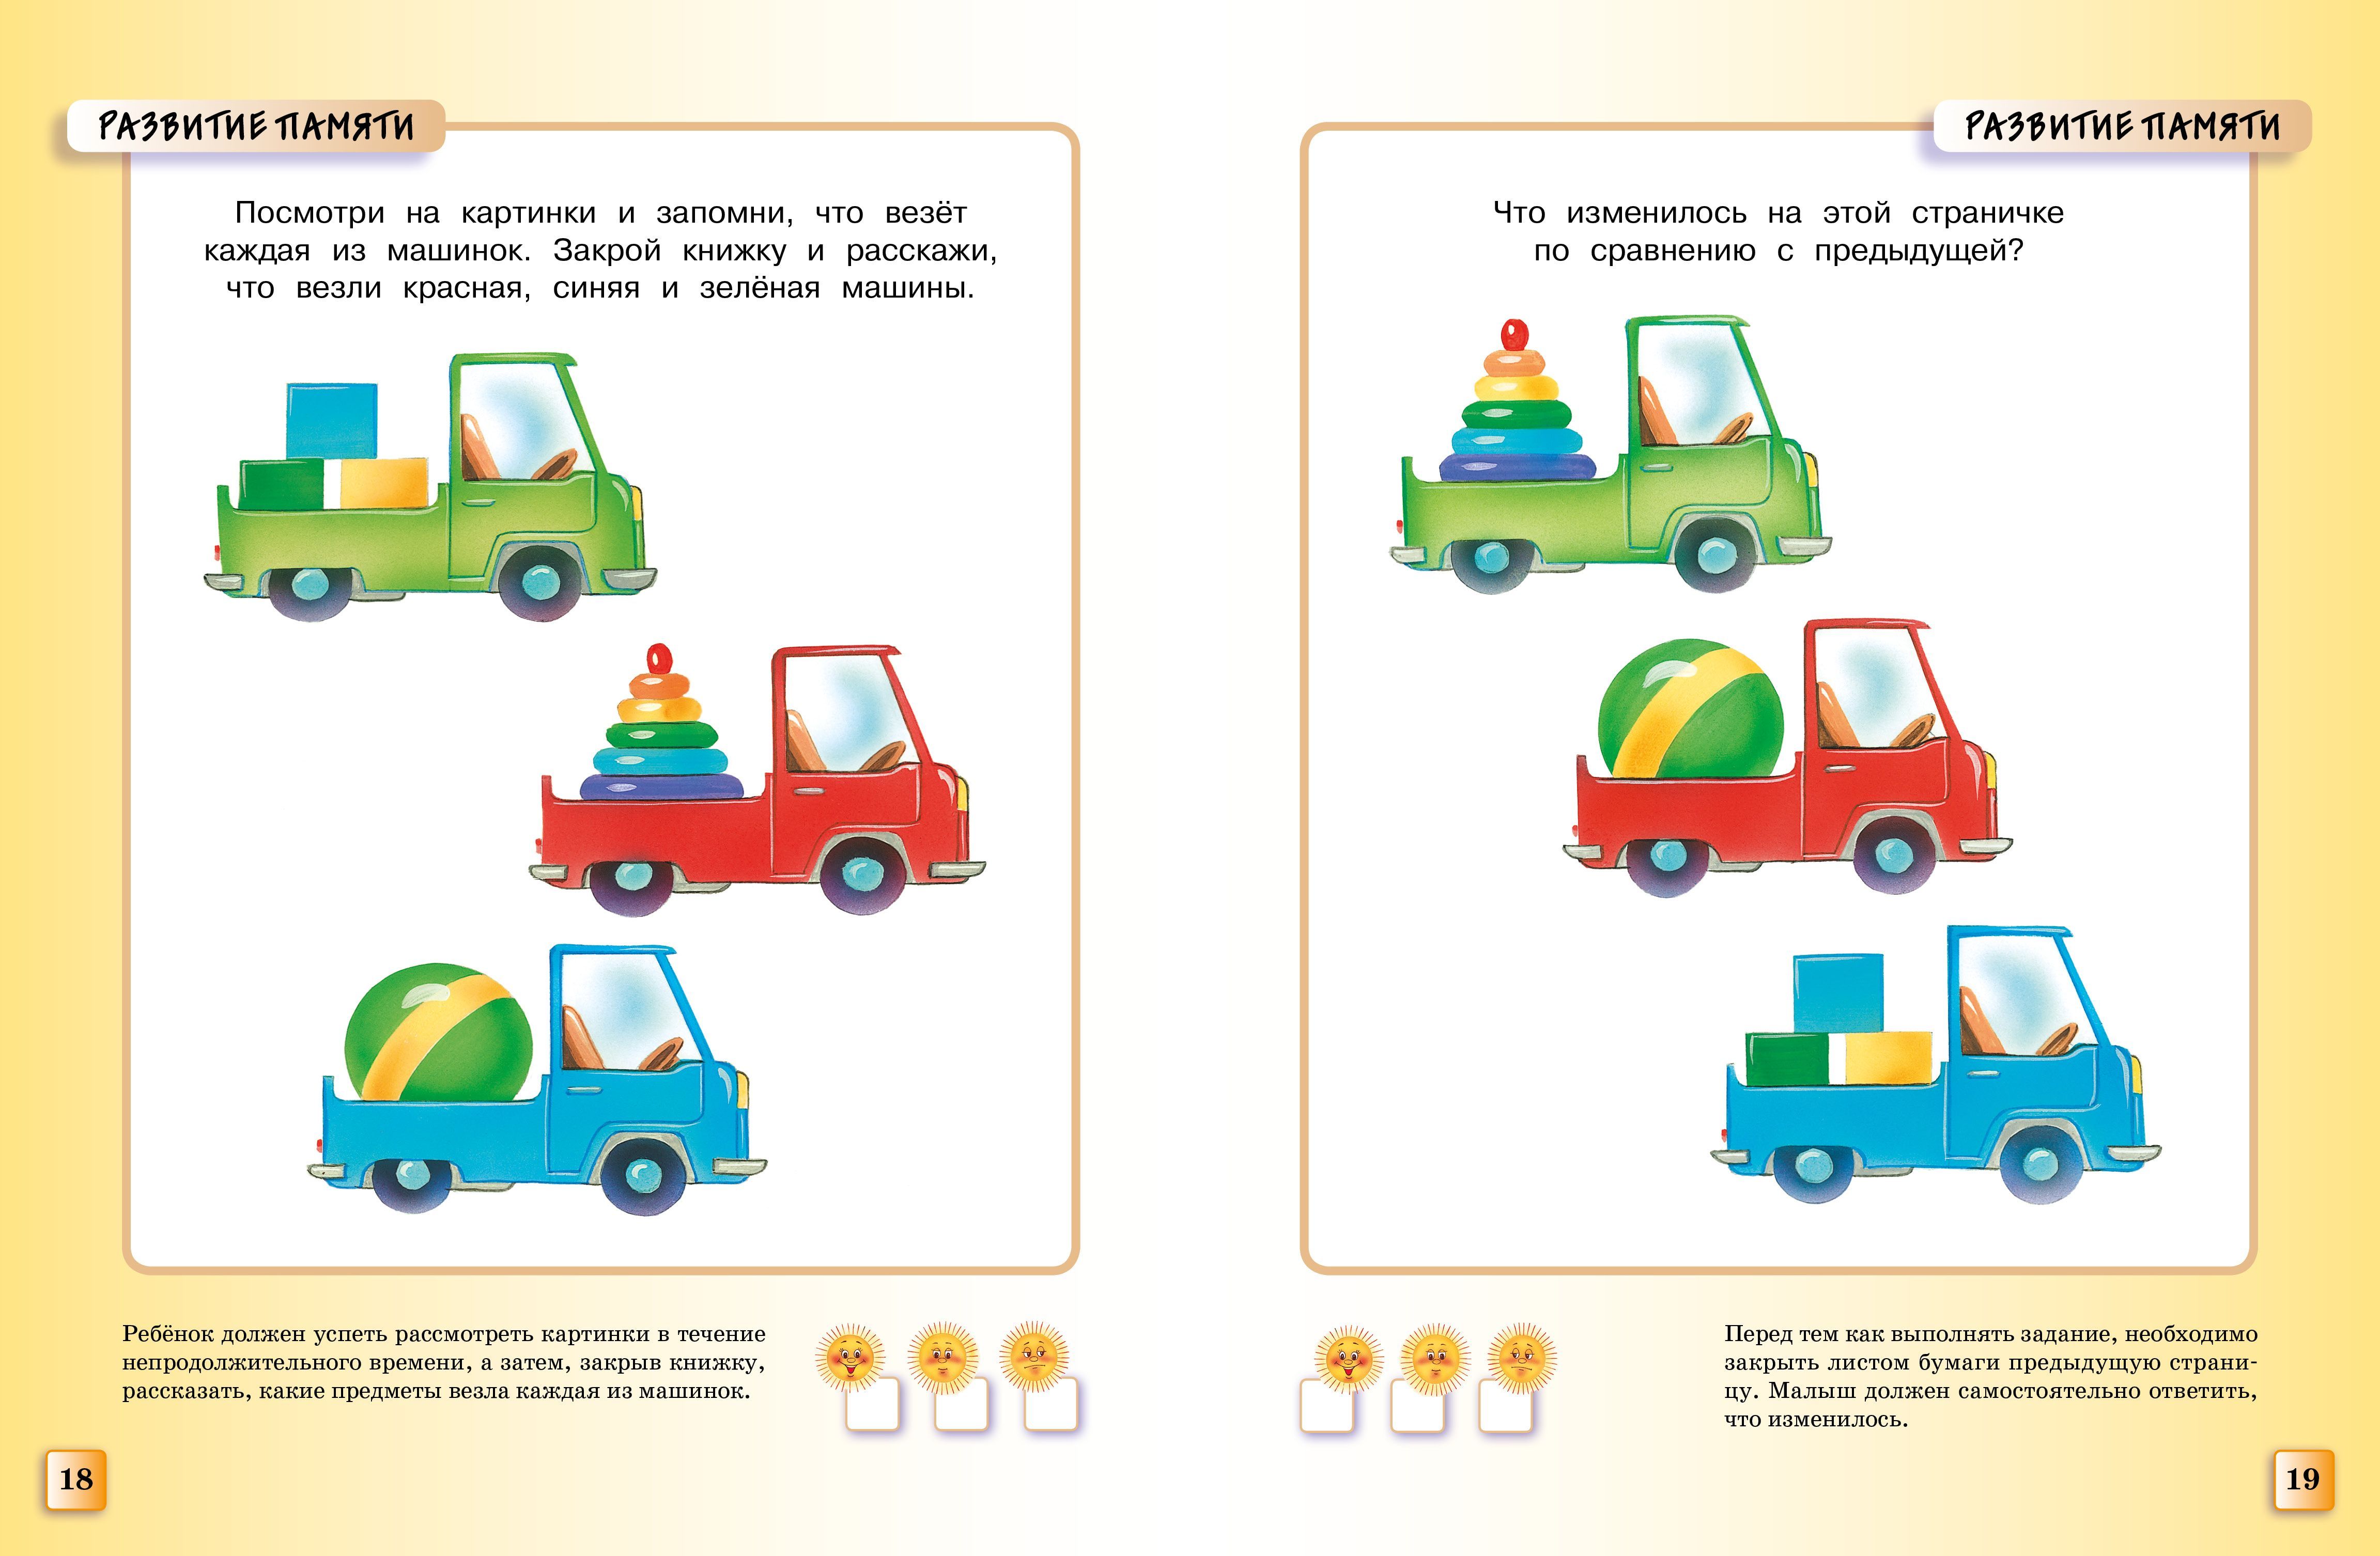 РАЗВИТИЕ ПАМЯТИ
Посмотри на картинки и запомни, что везёт
каждая из машинок. Закрой книжку и расскажи,
что везли красная, синяя и зелёная машины.
Ребёнок должен успеть рассмотреть картинки в течение
непродолжительного времени, а затем, закрыв книжку,
рассказать, какие предметы везла каждая из машинок.
18
РАЗВИТИЕ ПАМЯТИ
Что изменилось на этой страничке
по сравнению с предыдущей?
Перед тем как выполнять задание, необходимо
закрыть листом бумаги предыдущую страни-
цу. Малыш должен самостоятельно ответить,
что изменилось.
19